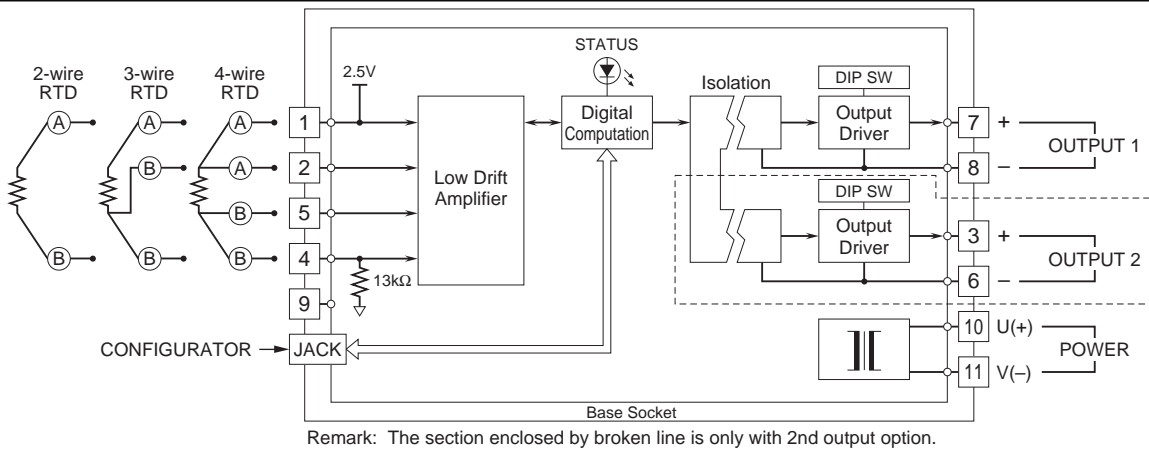 STATUS
2-wire RTD
3-wire RTD
4-wire RTD
2.5V
Isolation
DIP SW
A
A
A
1
Digital Computation
Output Driver
7
+
OUTPUT 1
B
A
2
8
–
Low Drift Amplifier
DIP SW
B
5
Output Driver
3
+
OUTPUT 2
B
B
B
4
13kΩ
6
–
9
10
U(+)
POWER
CONFIGURATOR
JACK
11
V(–)
Base Socket
Remark: The section enclosed by broken line is only with 2nd output option.